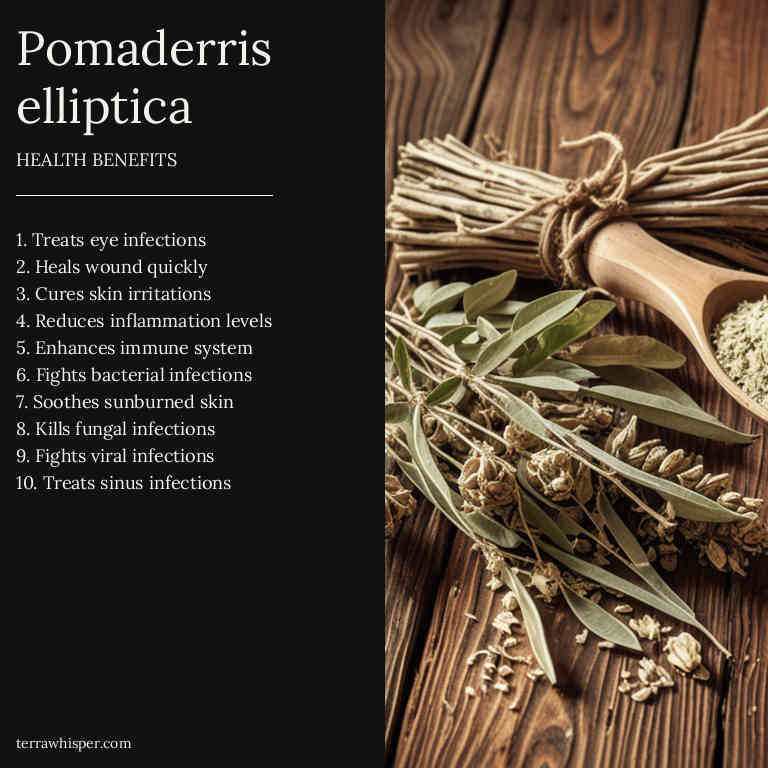 Pomaderris
elliptica
HEALTH BENEFITS
1. Treats eye infections
2. Heals wound quickly
3. Cures skin irritations
4. Reduces inflammation levels
5. Enhances immune system
6. Fights bacterial infections
7. Soothes sunburned skin
8. Kills fungal infections
9. Fights viral infections
10. Treats sinus infections
terrawhisper.com